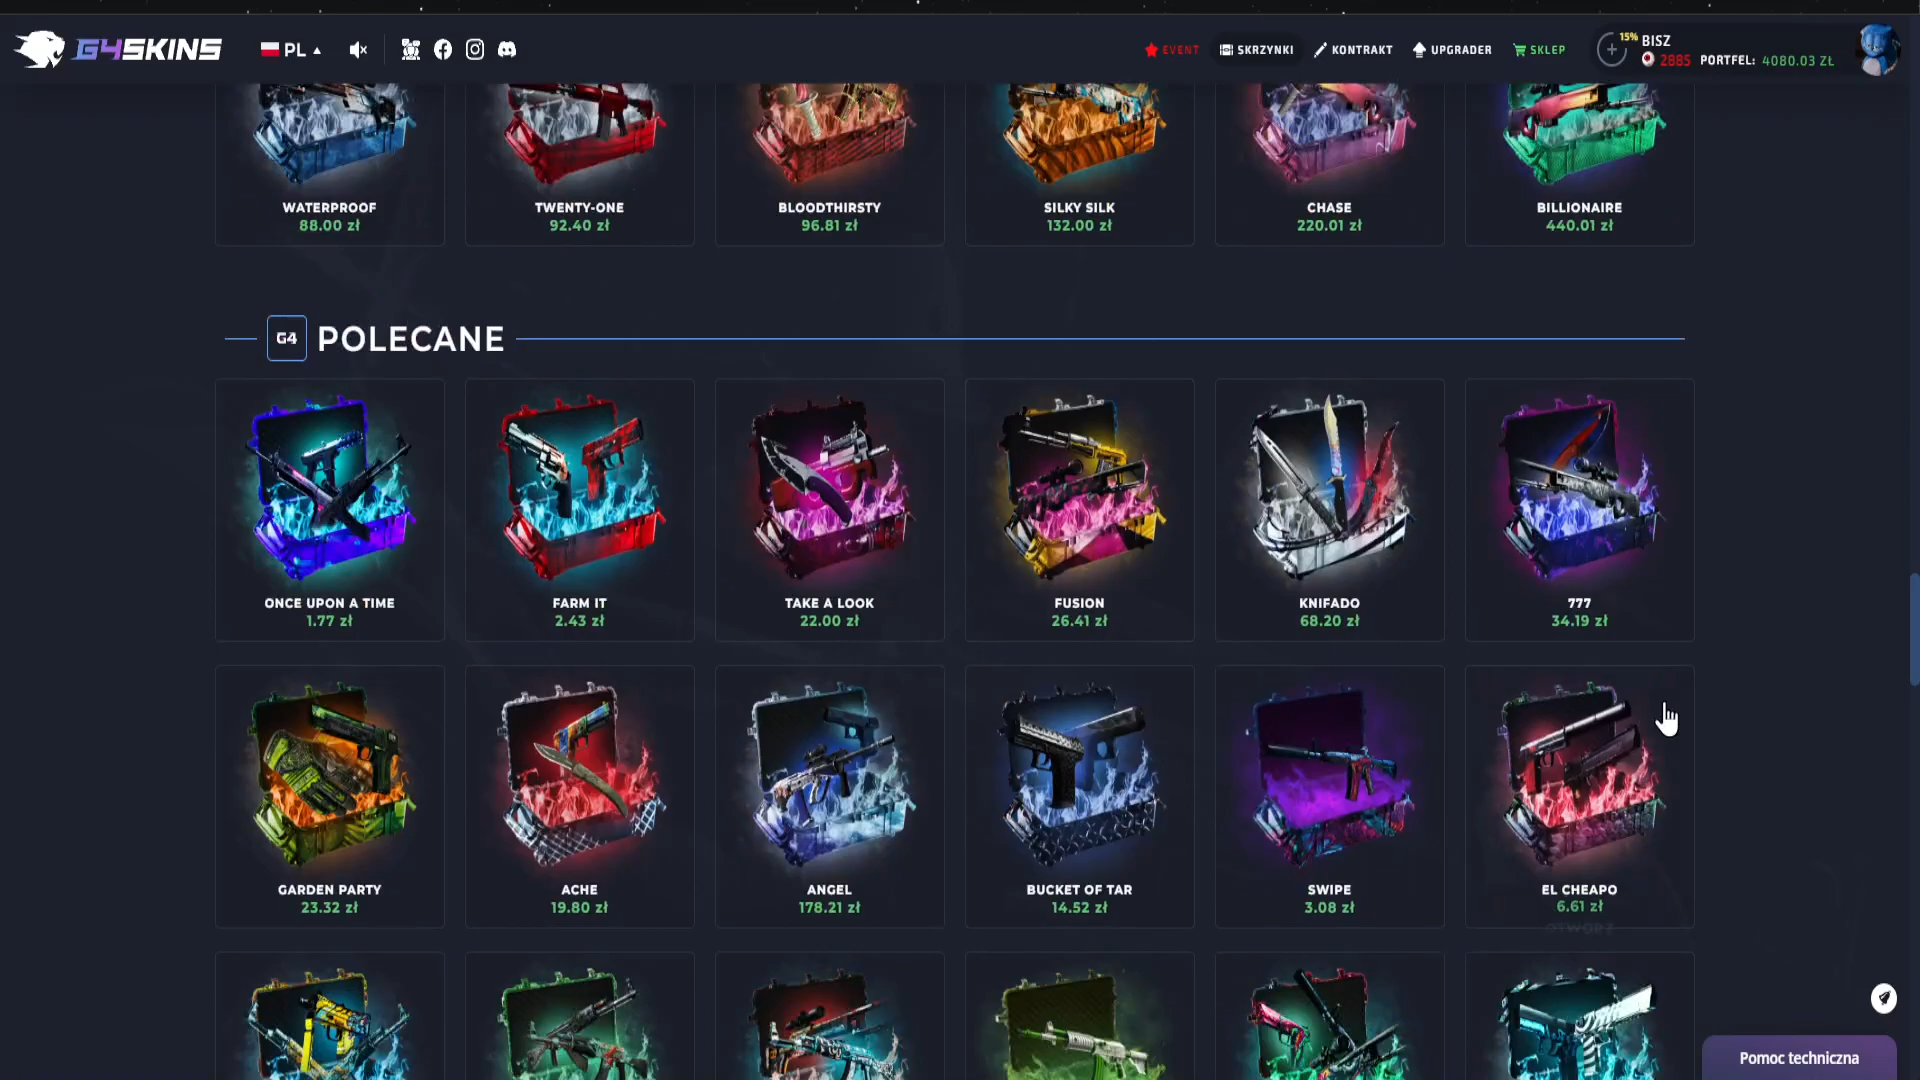 G4SKINS
PL
EVENT
SKRZYNKI
KONTRAKT
UPGRADER
SKLEP
15%
BISZ
2885
PORTFEL: 4080.03 ZŁ
WATERPROOF
88.00 zł
TWENTY-ONE
92.40 zł
BLOODTHIRSTY
96.81 zł
SILKY SILK
132.00 zł
CHASE
220.01 zł
BILLIONAIRE
440.01 zł
G4
POLECANE
ONCE UPON A TIME
1.77 zł
FARM IT
2.43 zł
TAKE A LOOK
22.00 zł
FUSION
26.41 zł
KNIFADO
68.20 zł
777
34.19 zł
GARDEN PARTY
23.32 zł
ACHE
19.80 zł
ANGEL
178.21 zł
BUCKET OF TAR
14.52 zł
SWIPE
3.08 zł
EL CHEAPO
6.61 zł
Pomoc techniczna